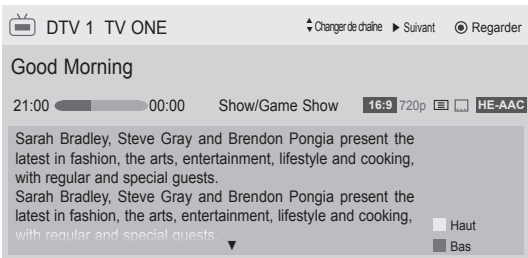 DTV 1 TV ONE Changer de chaîne Suivant Regarder
Good Morning
21:00 00:00 Show/Game Show 16:9 720p HE-AAC
Sarah Bradley, Steve Gray and Brendon Pongia present the
latest in fashion, the arts, entertainment, lifestyle and cooking,
with regular and special guests.
Sarah Bradley, Steve Gray and Brendon Pongia present the
latest in fashion, the arts, entertainment, lifestyle and cooking,
with regular and special guests.
Haut
Bas